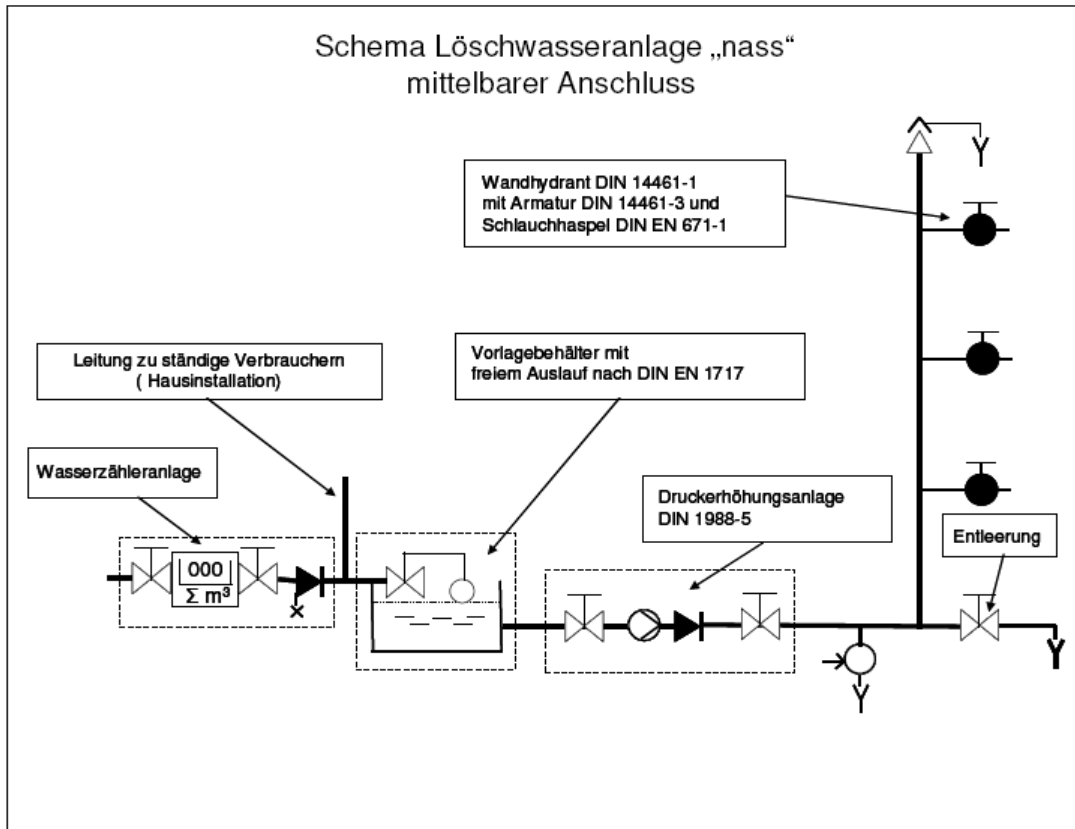 Schema Löschwasseranlage „nass“
mittelbarer Anschluss
Wandhydrant DIN 14461-1
mit Armatur DIN 14461-3 und
Schlauchhaspel DIN EN 671-1
Leitung zu ständige Verbrauchern
( Hausinstallation)
Vorlagebehälter mit
freiem Auslauf nach DIN EN 1717
Wasserzähleranlage
Druckerhöhungsanlage
DIN 1988-5
Entleerung
000
Σ m³